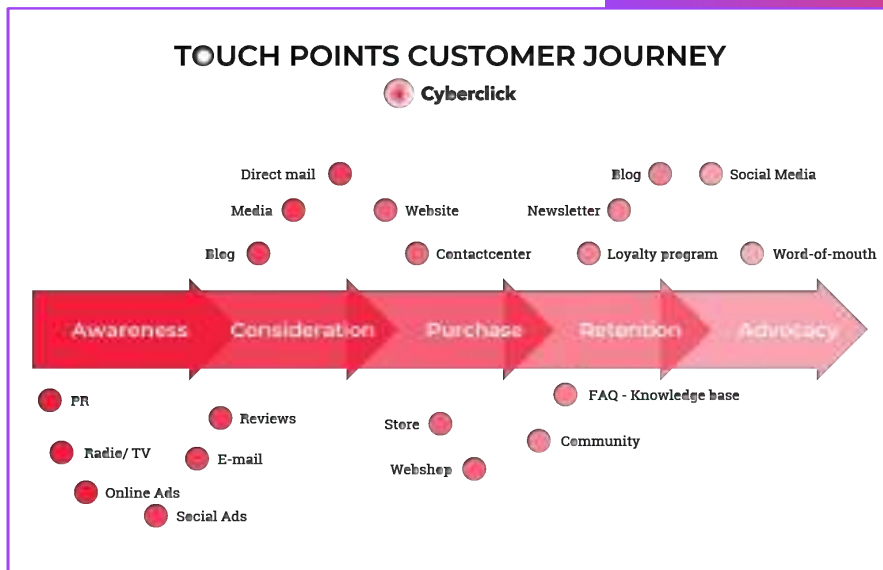 TOUCH POINTS CUSTOMER JOURNEY
Cyberclick
Direct mail
Blog
Social Media
Media
Website
Newsletter
Blog
Contactcenter
Loyalty program
Word-of-mouth
Awareness
Consideration
Purchase
Retention
Advocacy
PR
FAQ - Knowledge base
Reviews
Store
Radio/ TV
E-mail
Community
Webshop
Online Ads
Social Ads